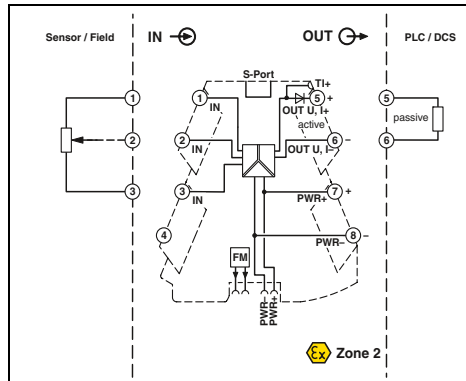 Sensor / Field
IN
OUT
PLC / DCS
S-Port
TI+
1
1
IN
5
+
OUT U, I+
active
5
passive
2
2
IN
6
–
OUT U, I–
6
3
3
IN
7
+
PWR+
4
8
–
PWR–
FM
PWR–
PWR+
Ex
Zone 2